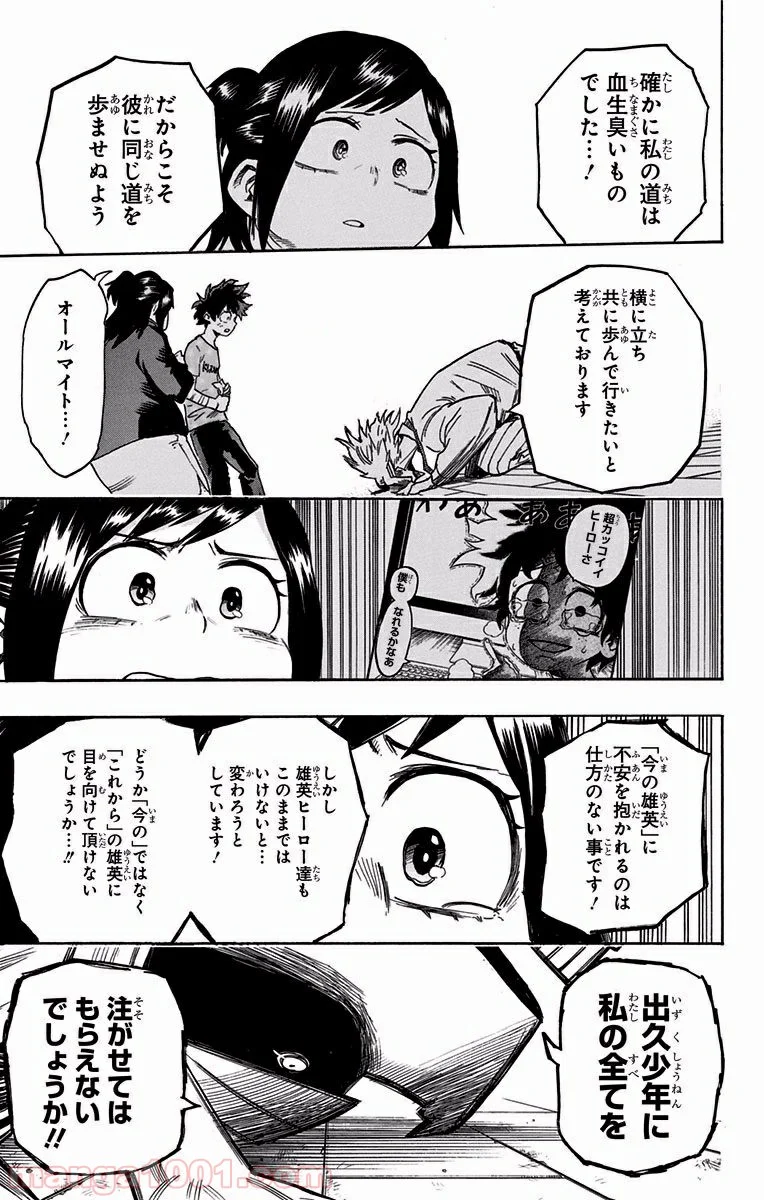 確かに私の道は
血生臭いもの
でした…！
だからこそ
彼に同じ道を
歩ませぬよう
横に立ち
共に歩んで行きたいと
考えております
オールマイト…！
わあああああ
超カッコイイ
ヒーローさ
僕も
なれるかなあ
「今の雄英」に
不安を抱かれるのは
仕方のない事です！
しかし
雄英ヒーロー達も
このままでは
いけないと…
変わろうと
しています！
どうか「今の」ではなく
「これから」の雄英に
目を向けて頂けない
でしょうか…!!
出久少年に
私の全てを
注がせては
もらえない
でしょうか!!
manga1001.com